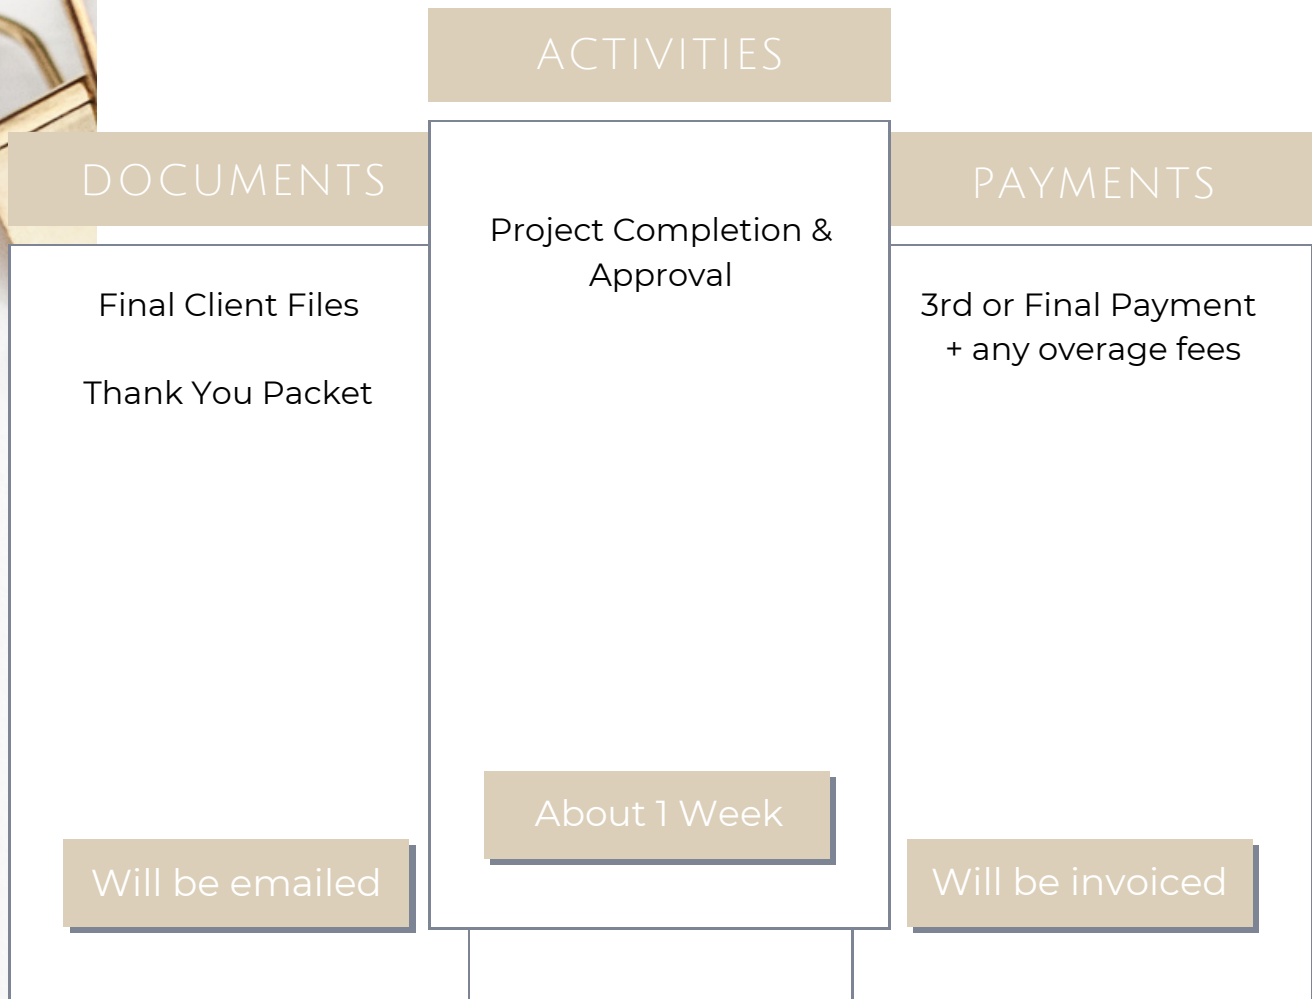 ACTIVITIES
DOCUMENTS
PAYMENTS
Project Completion &
Approval
Final Client Files
Thank You Packet
3rd or Final Payment
+ any overage fees
About 1 Week
Will be emailed
Will be invoiced